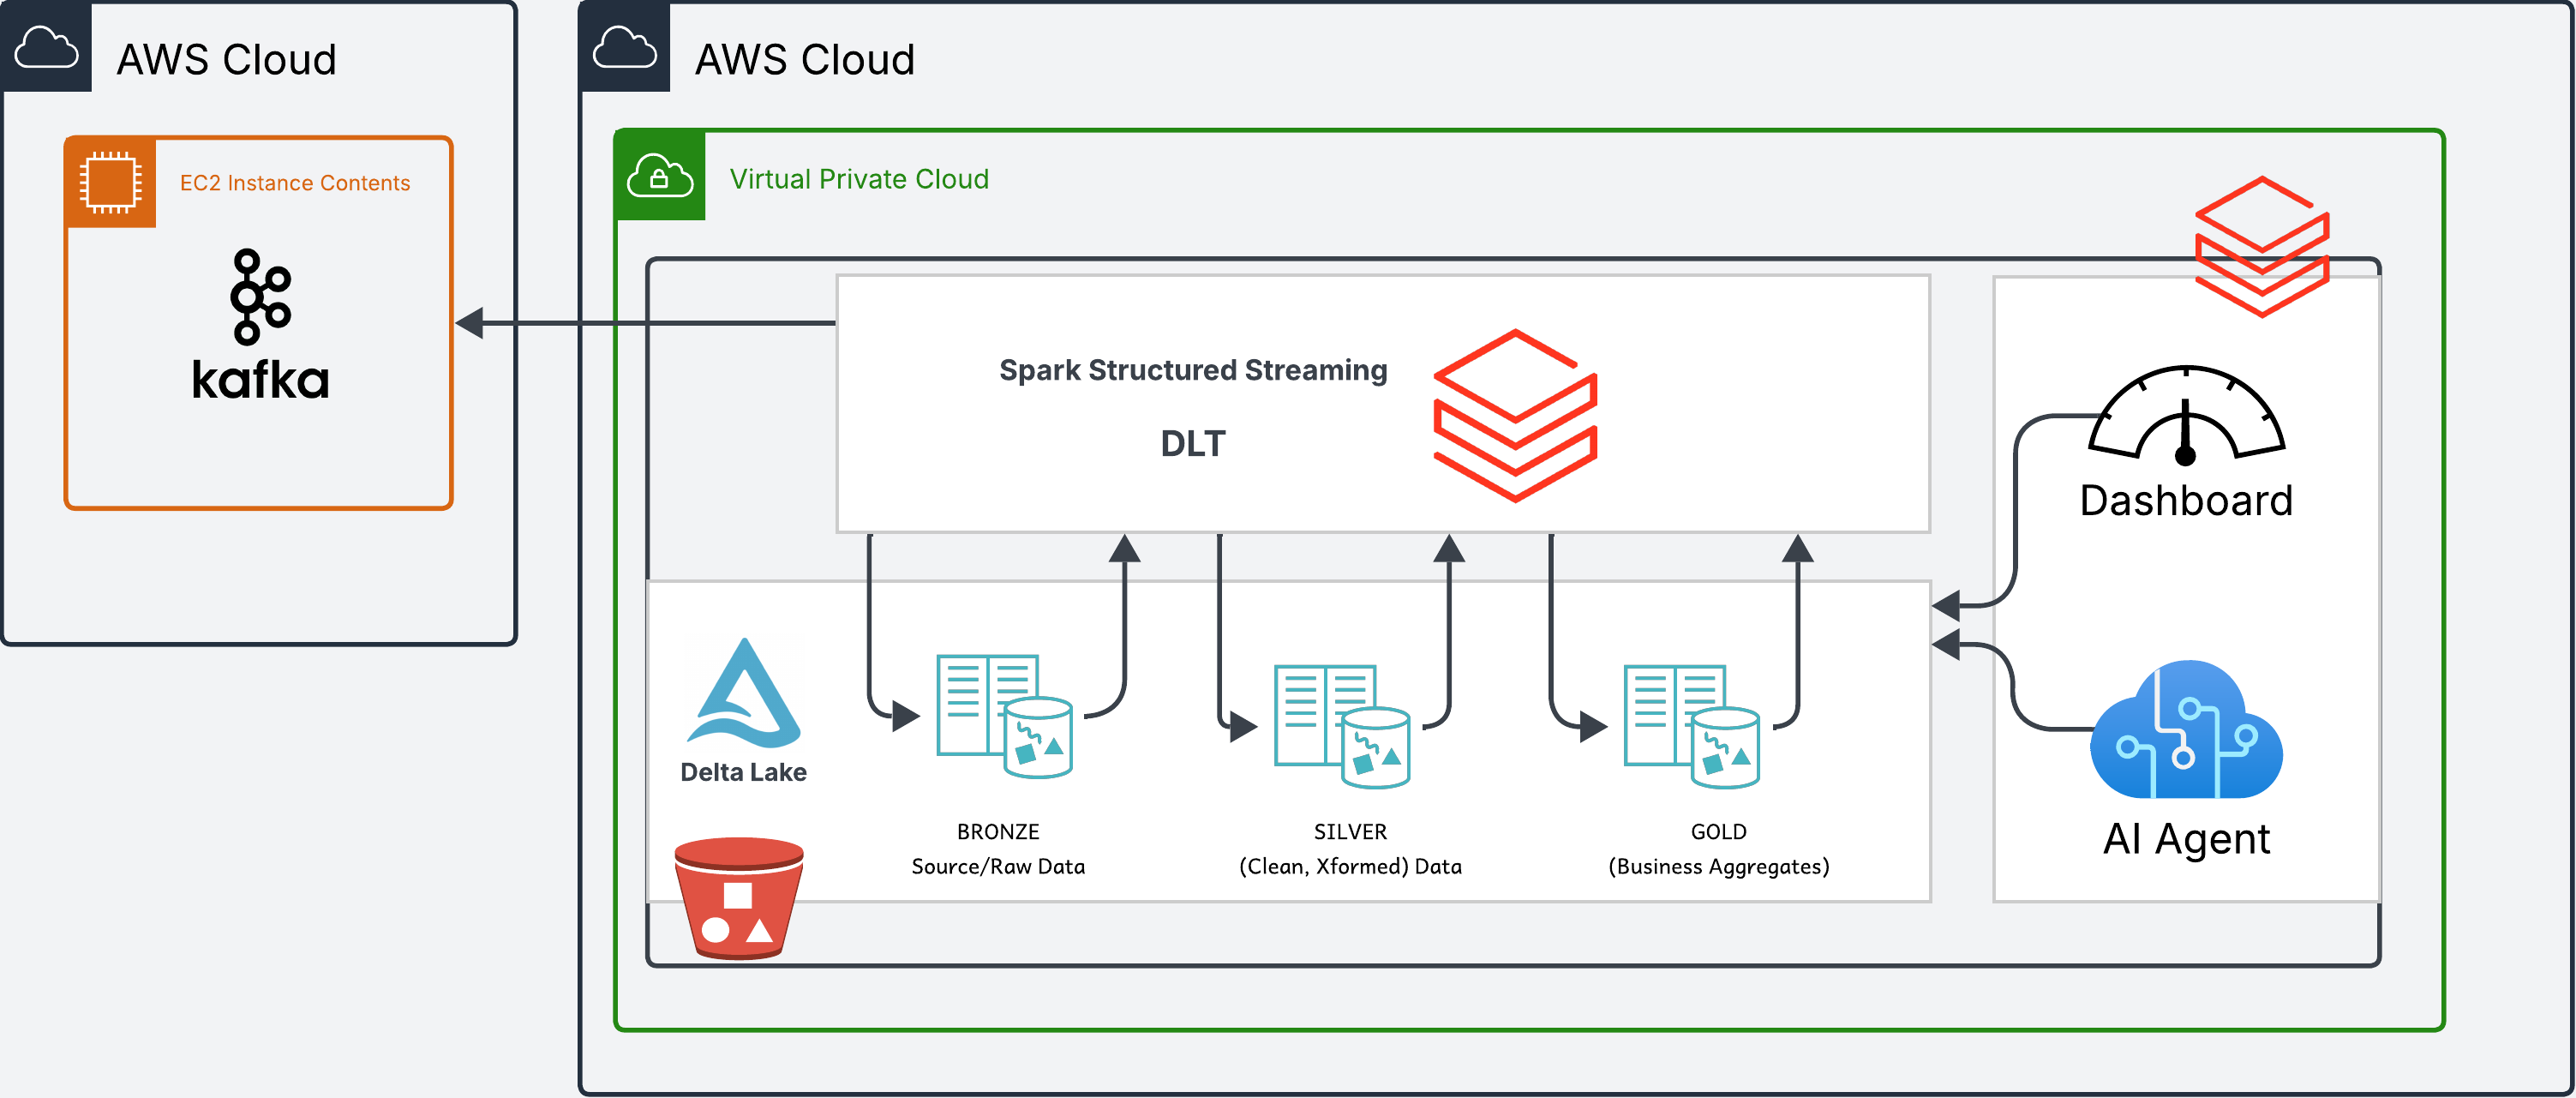 AWS Cloud
EC2 Instance Contents
kafka
AWS Cloud
Virtual Private Cloud
Spark Structured Streaming
DLT
Dashboard
AI Agent
Delta Lake
BRONZE
Source/Raw Data
SILVER
(Clean, Xformed) Data
GOLD
(Business Aggregates)